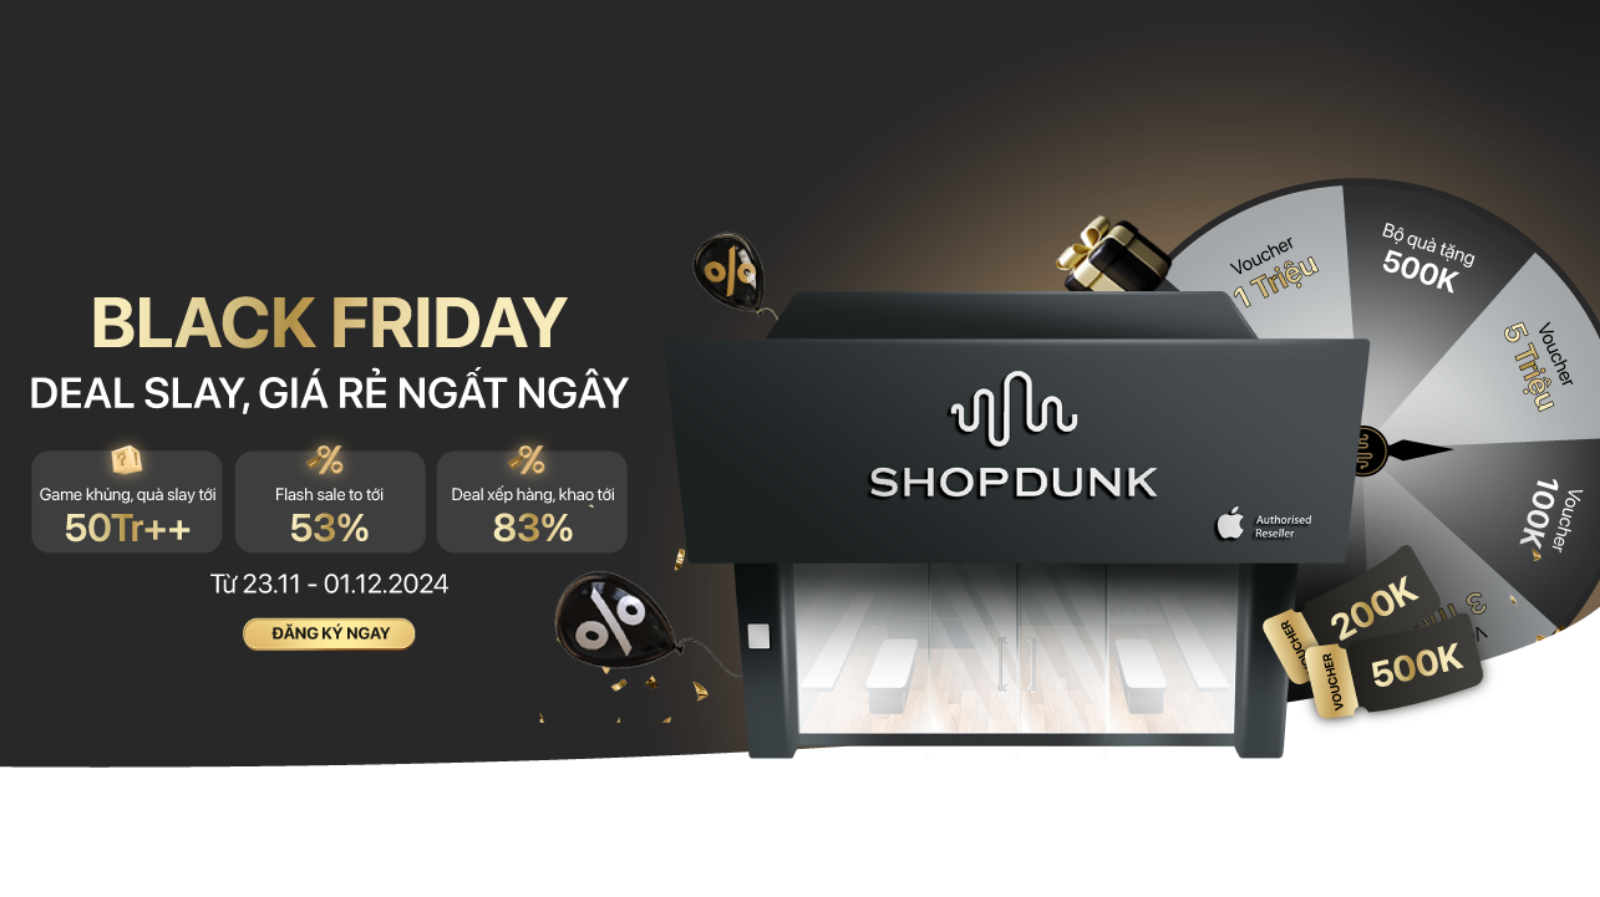 BLACK FRIDAY
DEAL SLAY, GIÁ RẺ NGẤT NGÂY
Game khủng, quà slay tới
50Tr++
Flash sale to tới
53%
Deal xếp hàng, khao tới
83%
Từ 23.11 - 01.12.2024
ĐĂNG KÝ NGAY
SHOPDUNK
Authorised
Reseller
Voucher
1 Triệu
Bộ quà tặng
500K
Voucher
5 Triệu
Voucher
100K
VOUCHER
200K
VOUCHER
500K